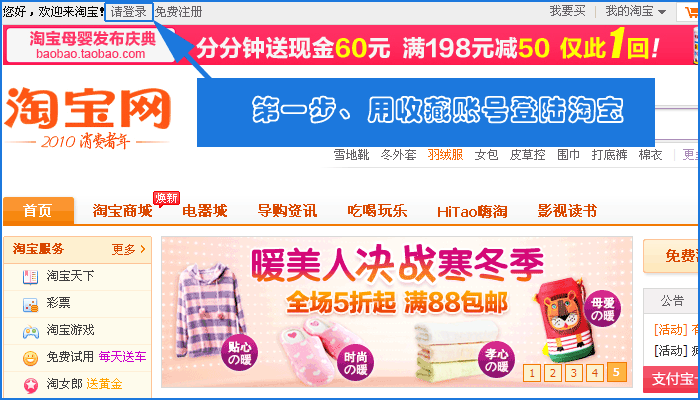 您好，欢迎来淘宝! 请登录 免费注册 我要买 我的淘宝
淘宝母婴发布庆典
baobao.taobao.com
分分钟送现金60元 满198元减50 仅此1回!
第一步、用收藏账号登陆淘宝
淘宝网
2010 消费者年
雪地靴 冬外套 羽绒服 女包 皮草控 围巾 打底裤 棉衣
焕新
首页 淘宝商城 电器城 导购资讯 吃喝玩乐 HiTao嗨淘 影视读书
淘宝服务 更多
淘宝天下
彩票
淘宝游戏
免费试用 每天送车
淘女郎 送黄金
暖美人决战寒冬季
全场5折起 满88包邮
贴心の暖
时尚の暖
孝心の暖
母爱の暖
1 2 3 4 5
免费
公告
[活动]
[活动]
支付宝